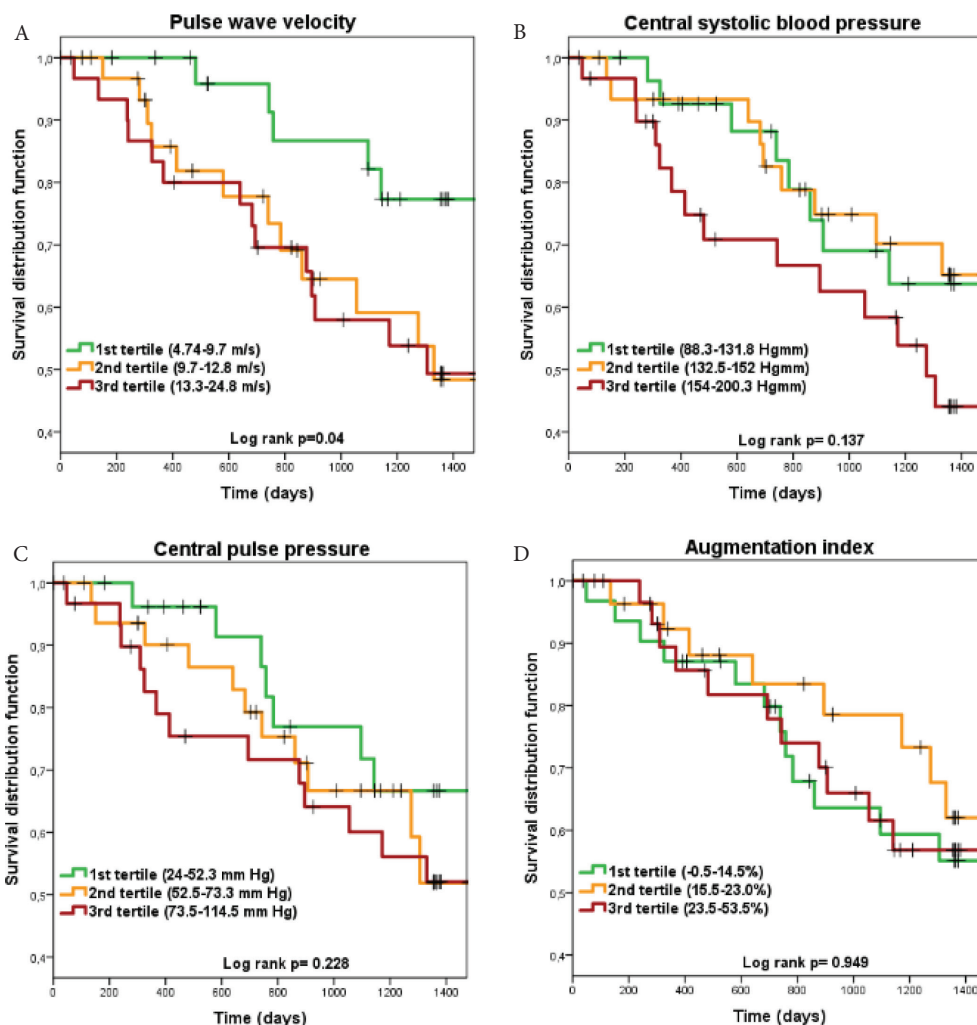 A
Pulse wave velocity
Survival distribution function
1,0
0,9
0,8
0,7
0,6
0,5
0,4
1st tertile (4.74-9.7 m/s)
2nd tertile (9.7-12.8 m/s)
3rd tertile (13.3-24.8 m/s)
Log rank p=0.04
0 200 400 600 800 1000 1200 1400
Time (days)
B
Central systolic blood pressure
Survival distribution function
1,0
0,9
0,8
0,7
0,6
0,5
0,4
1st tertile (88.3-131.8 Hgmm)
2nd tertile (132.5-152 Hgmm)
3rd tertile (154-200.3 Hgmm)
Log rank p= 0.137
0 200 400 600 800 1000 1200 1400
Time (days)
C
Central pulse pressure
Survival distribution function
1,0
0,9
0,8
0,7
0,6
0,5
0,4
1st tertile (24-52.3 mm Hg)
2nd tertile (52.5-73.3 mm Hg)
3rd tertile (73.5-114.5 mm Hg)
Log rank p= 0.228
0 200 400 600 800 1000 1200 1400
Time (days)
D
Augmentation index
Survival distribution function
1,0
0,9
0,8
0,7
0,6
0,5
0,4
1st tertile (-0.5-14.5%)
2nd tertile (15.5-23.0%)
3rd tertile (23.5-53.5%)
Log rank p= 0.949
0 200 400 600 800 1000 1200 1400
Time (days)